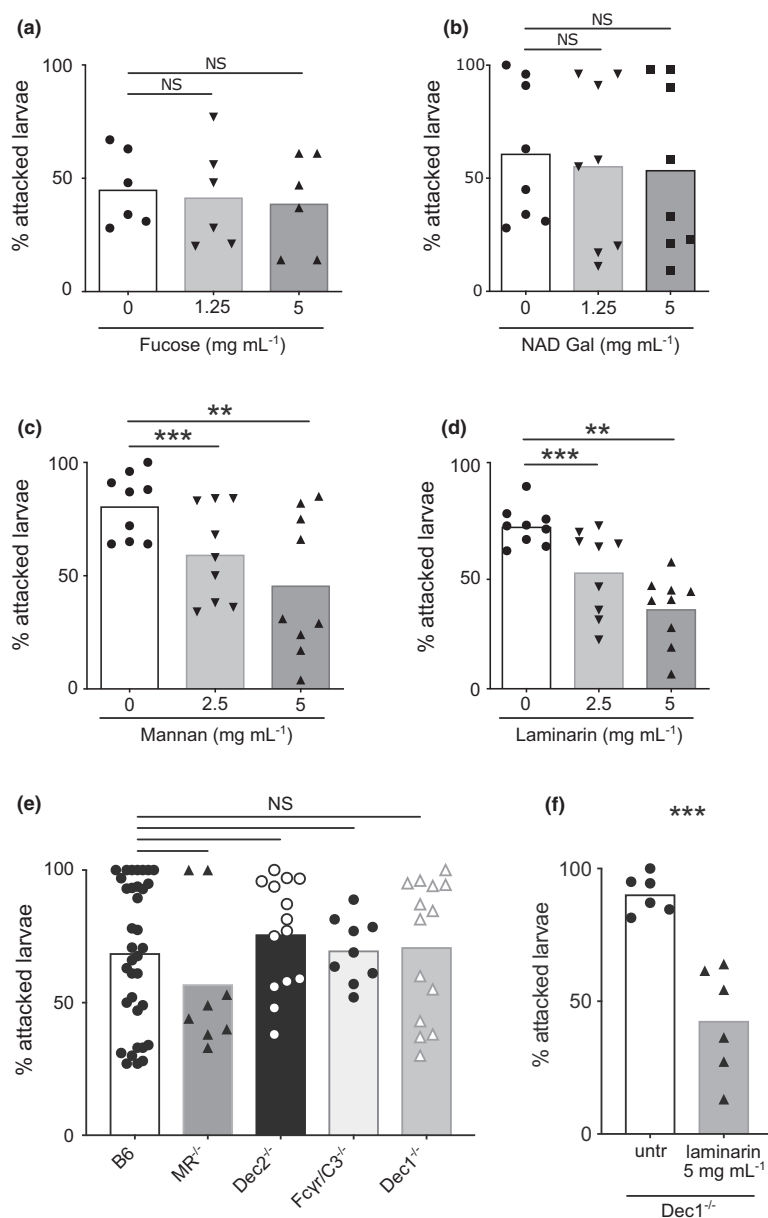 (a)
NS
NS
100
50
0
% attacked larvae
0 1.25 5
Fucose (mg mL⁻¹)
(b)
NS
NS
100
50
0
% attacked larvae
0 1.25 5
NAD Gal (mg mL⁻¹)
(c)
**
***
100
50
0
% attacked larvae
0 2.5 5
Mannan (mg mL⁻¹)
(d)
**
***
100
50
0
% attacked larvae
0 2.5 5
Laminarin (mg mL⁻¹)
(e)
NS
100
50
0
% attacked larvae
B6 MR⁻/⁻ Dec2⁻/⁻ Fcγr/C3⁻/⁻ Dec1⁻/⁻
(f)
***
100
50
0
% attacked larvae
untr laminarin
5 mg mL⁻¹
Dec1⁻/⁻